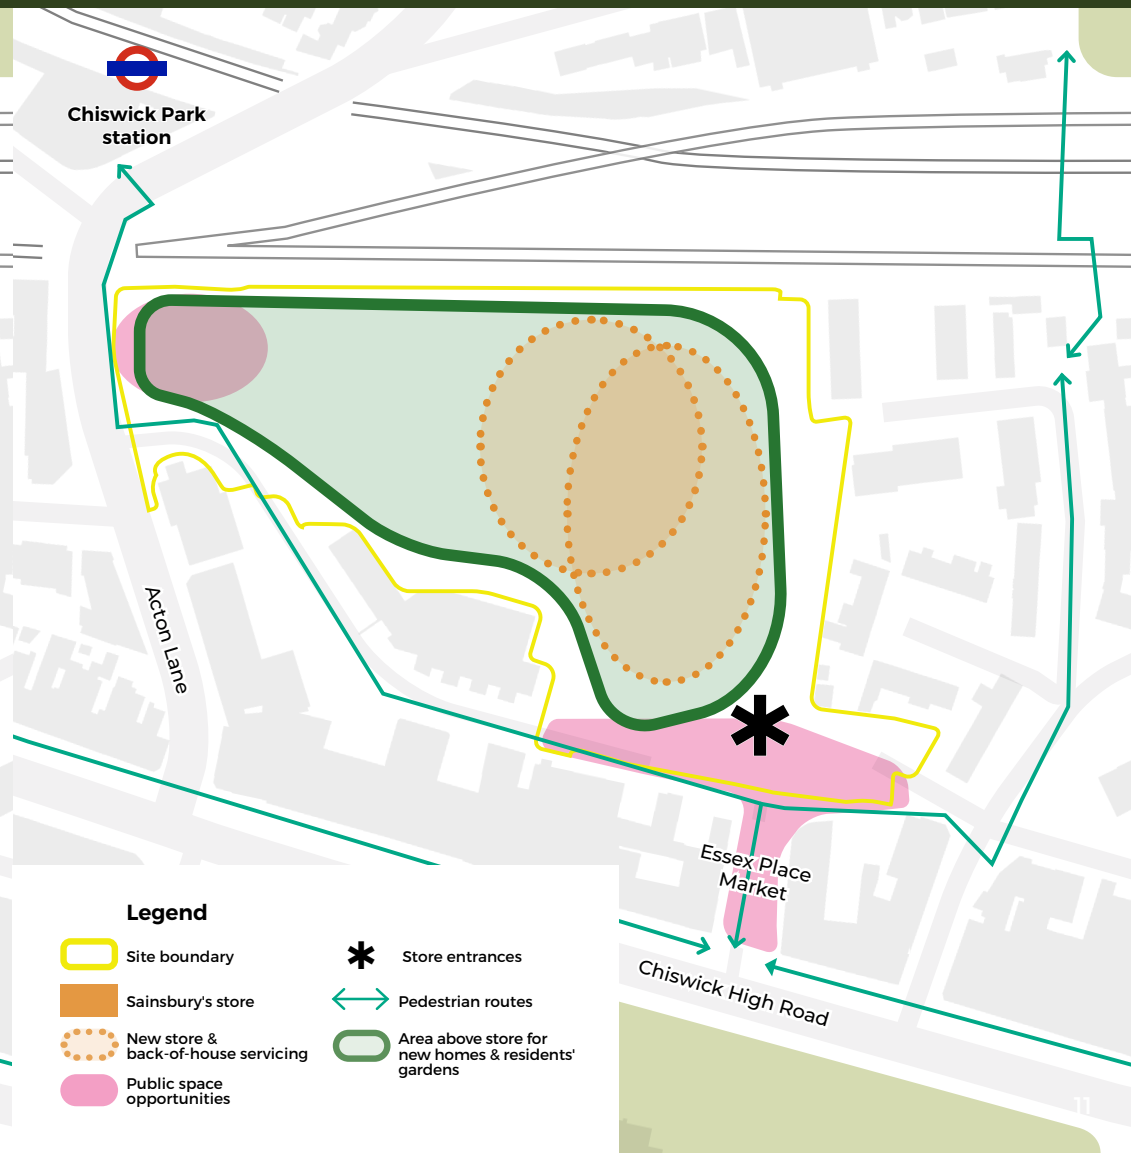 Chiswick Park
station
Acton Lane
Essex Place
Market
Chiswick High Road
Legend
Site boundary
Sainsbury's store
New store &
back-of-house servicing
Public space
opportunities
Store entrances
Pedestrian routes
Area above store for
new homes & residents'
gardens
11